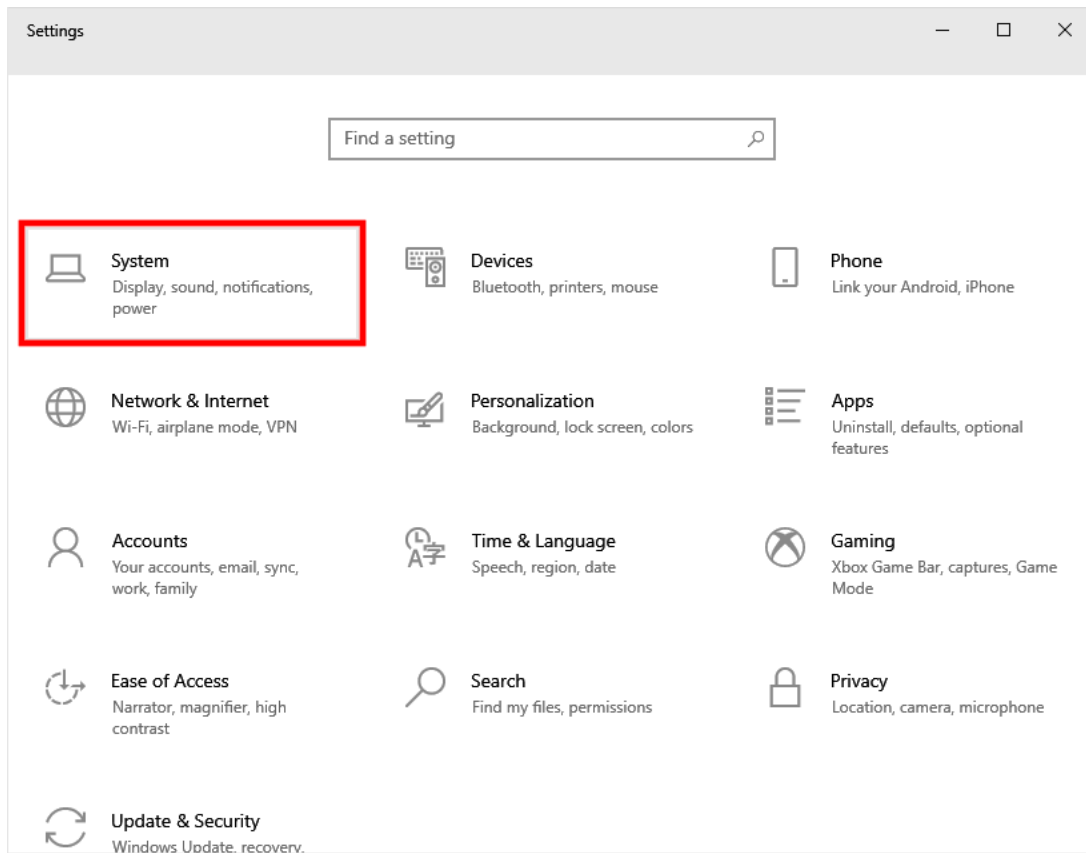 Settings
Find a setting
System
Display, sound, notifications,
power
Devices
Bluetooth, printers, mouse
Phone
Link your Android, iPhone
Network & Internet
Wi-Fi, airplane mode, VPN
Personalization
Background, lock screen, colors
Apps
Uninstall, defaults, optional
features
Accounts
Your accounts, email, sync,
work, family
Time & Language
Speech, region, date
Gaming
Xbox Game Bar, captures, Game
Mode
Ease of Access
Narrator, magnifier, high
contrast
Search
Find my files, permissions
Privacy
Location, camera, microphone
Update & Security
Windows Update, recovery,